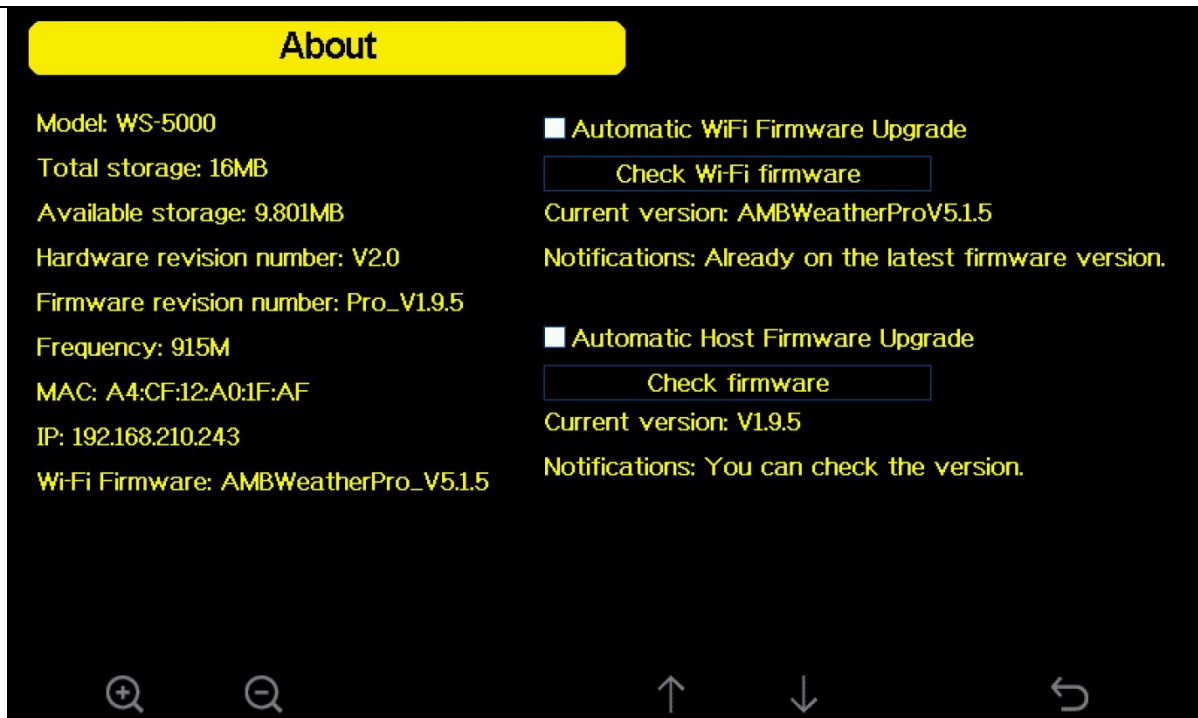 About
Model: WS-5000
Total storage: 16MB
Available storage: 9.801MB
Hardware revision number: V2.0
Firmware revision number: Pro_V1.9.5
Frequency: 915M
MAC: A4:CF:12:A0:1F:AF
IP: 192.168.210.243
Wi-Fi Firmware: AMBWeatherPro_V5.1.5
Automatic WiFi Firmware Upgrade
Check Wi-Fi firmware
Current version: AMBWeatherProV5.1.5
Notifications: Already on the latest firmware version.
Automatic Host Firmware Upgrade
Check firmware
Current version: V1.9.5
Notifications: You can check the version.